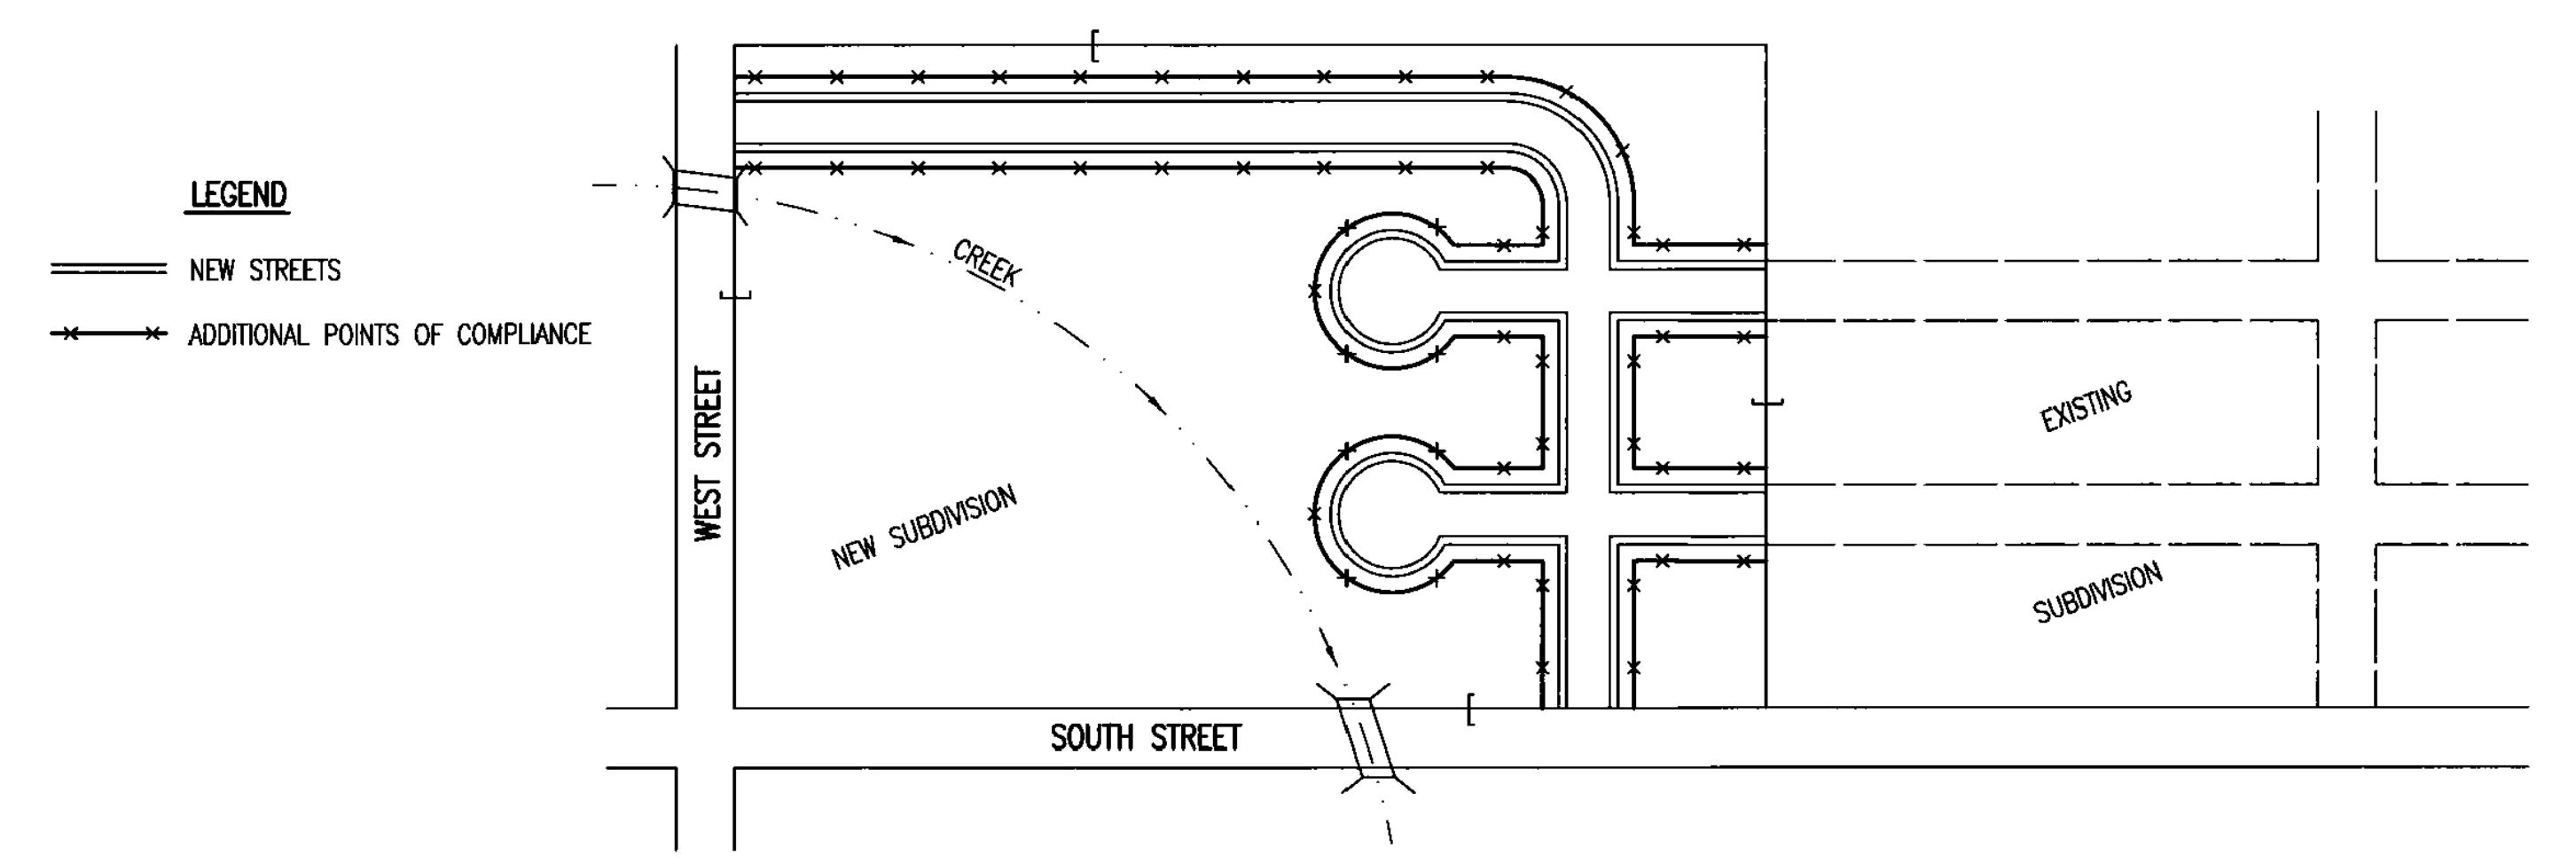 LEGEND
NEW STREETS
ADDITIONAL POINTS OF COMPLIANCE
WEST STREET
CREEK
NEW SUBDIVISION
SOUTH STREET
EXISTING
SUBDIVISION